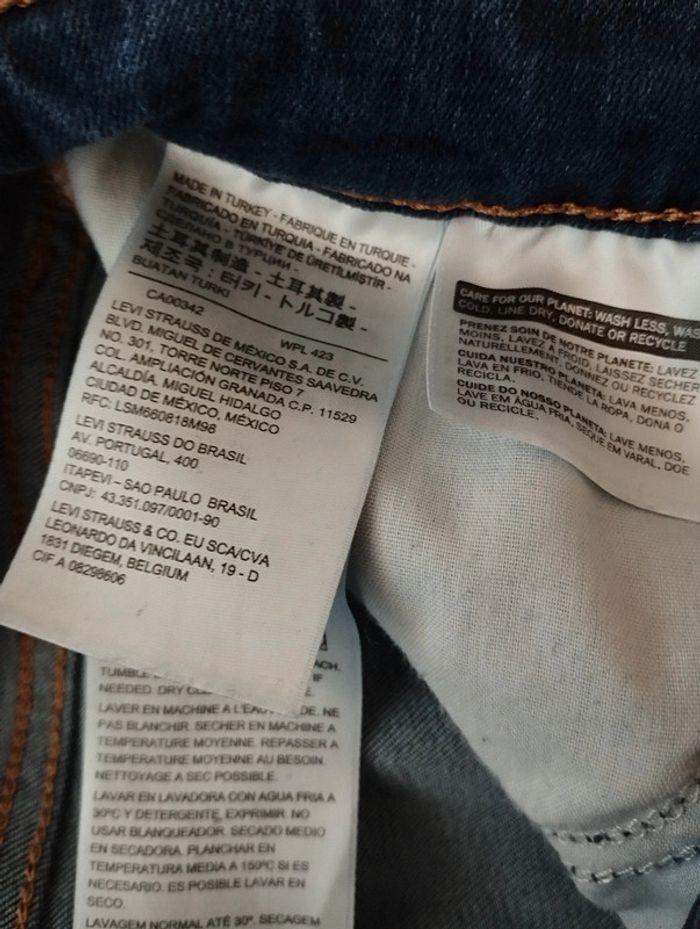 MADE IN TURKEY - FABRIQUE EN TURQUIE -
FABRICADO EN TURQUIA - FABRICADO NA
TURQUIA - TÜRKİYE DE ÜRETİLMİŞTİR -
СДЕЛАНО В ТУРЦИИ -
土耳其制造 - 土耳其製 -
제조국 : 터키 - トルコ製 -
BUATAN TURKI
CA00342
WPL 423
LEVI STRAUSS DE MÉXICO S.A. DE C.V.
BLVD. MIGUEL DE CERVANTES SAAVEDRA
NO. 301, TORRE NORTE PISO 7
COL. AMPLIACIÓN GRANADA C.P. 11529
ALCALDÍA. MIGUEL HIDALGO
CIUDAD DE MÉXICO, MÉXICO
RFC: LSM660818M98
LEVI STRAUSS DO BRASIL
AV. PORTUGAL, 400
06690-110
ITAPEVI - SAO PAULO BRASIL
CNPJ: 43.351.097/0001-90
LEVI STRAUSS & CO. EU SCA/CVA
LEONARDO DA VINCILAAN, 19 - D
1831 DIEGEM, BELGIUM
CIF A 08298606
CARE FOR OUR PLANET: WASH LESS, WAS
COLD, LINE DRY. DONATE OR RECYCLE
PRENEZ SOIN DE NOTRE PLANETE: LAVEZ
MOINS, LAVEZ À FROID, LAISSEZ SECHER
NATURELLEMENT. DONNEZ OU RECYCLEZ
CUIDA NUESTRO PLANETA: LAVA MENOS,
LAVA EN FRIO, TIENDE LA ROPA, DONA O
RECICLA.
CUIDE DO NOSSO PLANETA: LAVE MENOS,
LAVE EM ÁGUA FRIA, SEQUE EM VARAL, DOE
OU RECICLE.
ACH.
TUMBLE IF
NEEDED. DRY
LAVER EN MACHINE A L'EAU DE. NE
PAS BLANCHIR. SECHER EN MACHINE A
TEMPERATURE MOYENNE. REPASSER A
TEMPERATURE MOYENNE AU BESOIN.
NETTOYAGE A SEC POSSIBLE.
LAVAR EN LAVADORA CON AGUA FRIA A
30ºC Y DETERGENTE, EXPRIMIR. NO
USAR BLANQUEADOR. SECADO MEDIO
EN SECADORA. PLANCHAR EN
TEMPERATURA MEDIA A 150ºC SI ES
NECESARIO. ES POSIBLE LAVAR EN
SECO.
LAVAGEM NORMAL ATÉ 30º. SECAGEM